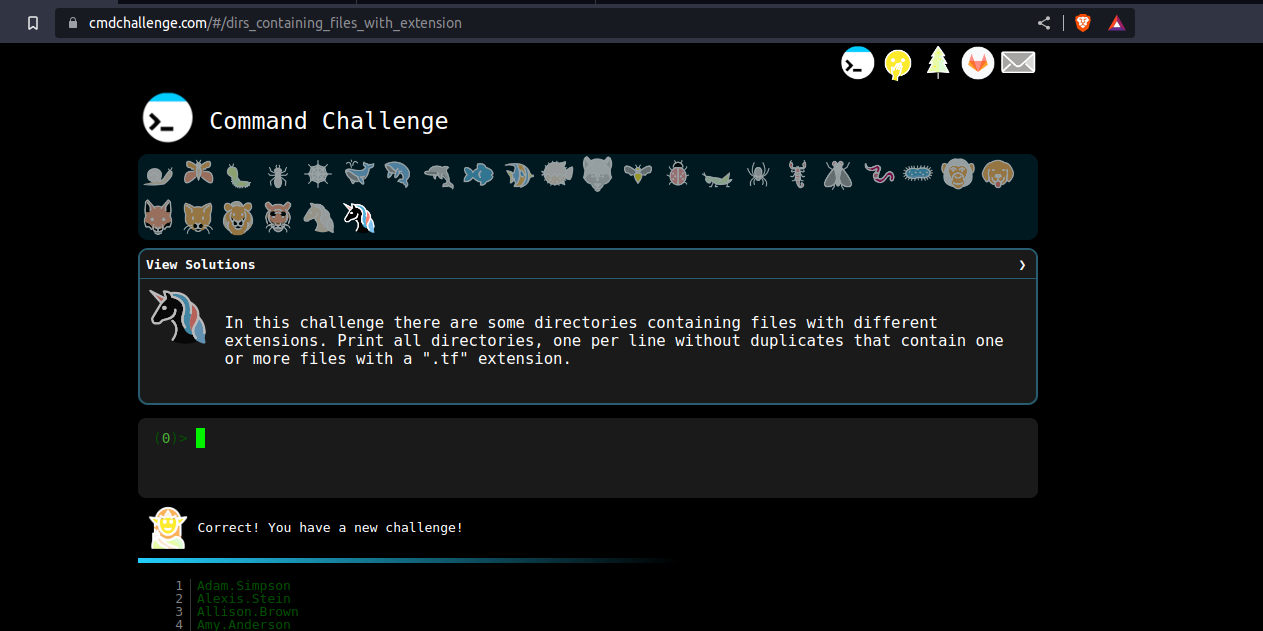 cmdchallenge.com/#/dirs_containing_files_with_extension
Command Challenge
View Solutions
In this challenge there are some directories containing files with different
extensions. Print all directories, one per line without duplicates that contain one
or more files with a ".tf" extension.
(0)>
Correct! You have a new challenge!
1 Adam.Simpson
2 Alexis.Stein
3 Allison.Brown
4 Amy.Anderson